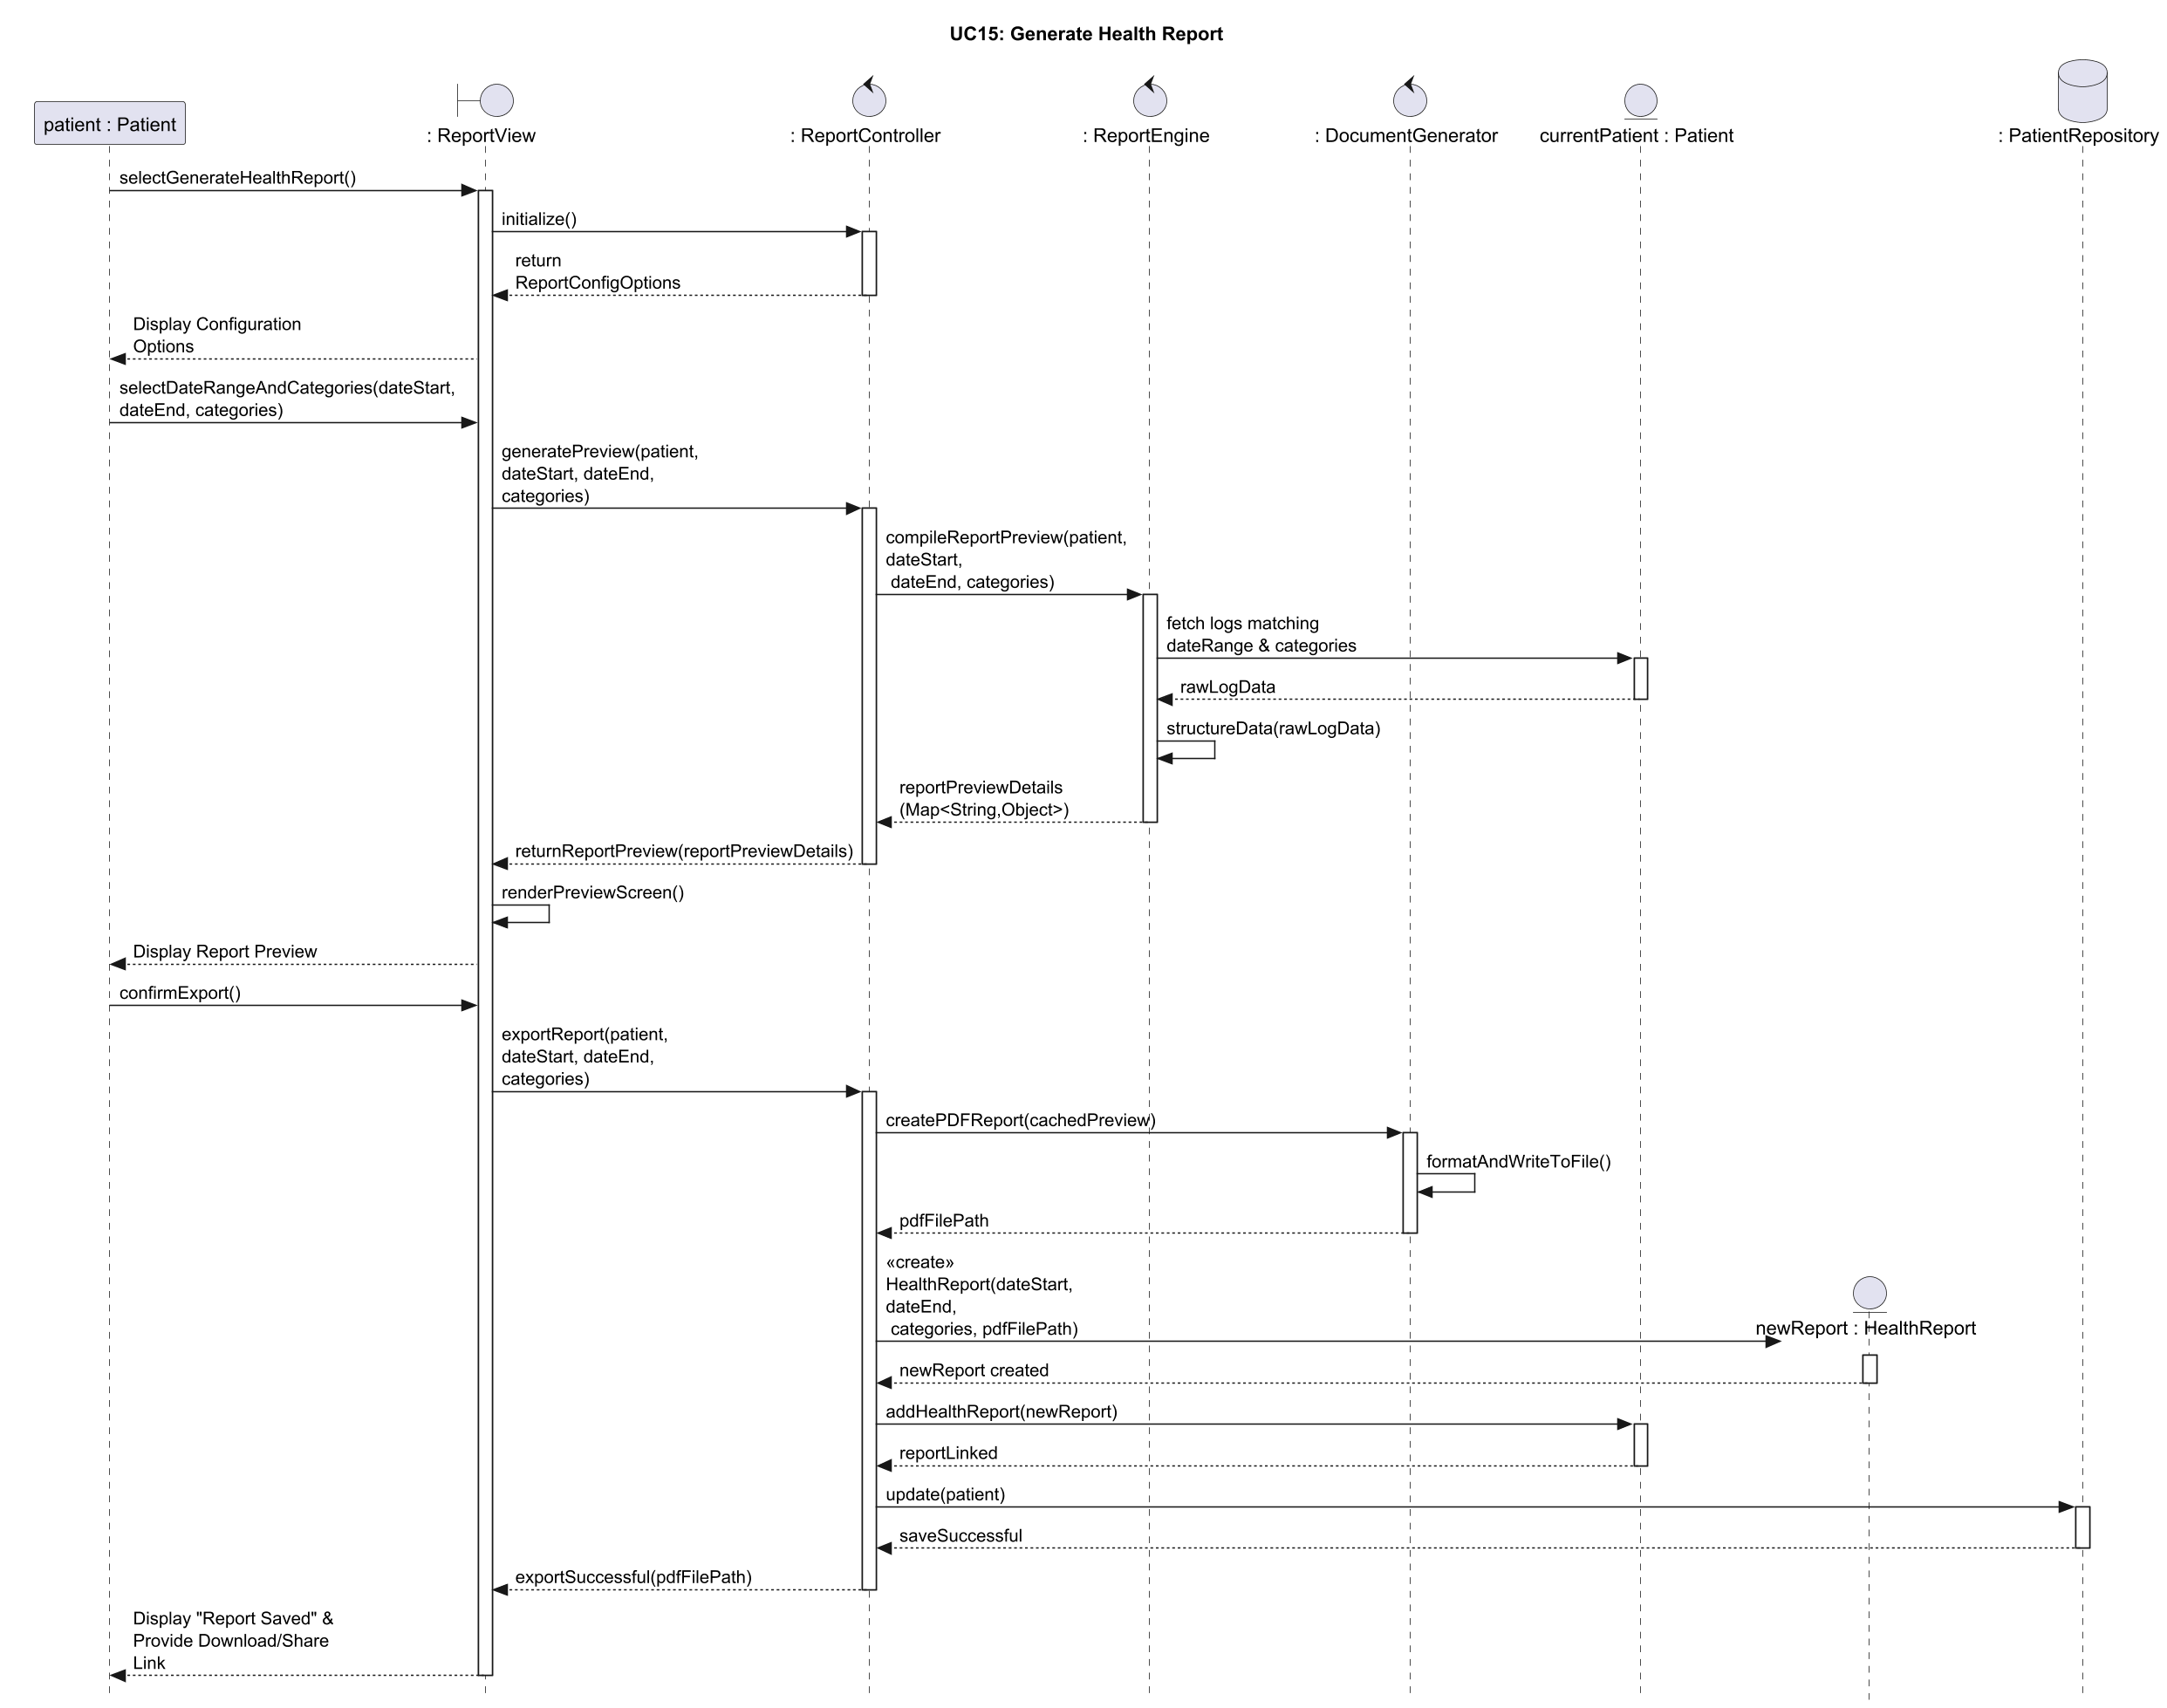 UC15: Generate Health Report
patient : Patient
: ReportView
: ReportController
: ReportEngine
: DocumentGenerator
currentPatient : Patient
: PatientRepository
selectGenerateHealthReport()
initialize()
return
ReportConfigOptions
Display Configuration
Options
selectDateRangeAndCategories(dateStart,
dateEnd, categories)
generatePreview(patient,
dateStart, dateEnd,
categories)
compileReportPreview(patient,
dateStart,
dateEnd, categories)
fetch logs matching
dateRange & categories
rawLogData
structureData(rawLogData)
reportPreviewDetails
(Map<String,Object>)
returnReportPreview(reportPreviewDetails)
renderPreviewScreen()
Display Report Preview
confirmExport()
exportReport(patient,
dateStart, dateEnd,
categories)
createPDFReport(cachedPreview)
formatAndWriteToFile()
pdfFilePath
«create»
HealthReport(dateStart,
dateEnd,
categories, pdfFilePath)
newReport : HealthReport
newReport created
addHealthReport(newReport)
reportLinked
update(patient)
saveSuccessful
exportSuccessful(pdfFilePath)
Display "Report Saved" &
Provide Download/Share
Link